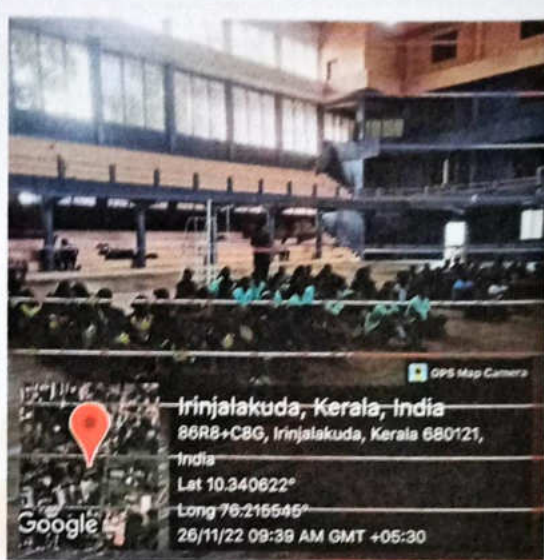 GPS Map Camera
Irinjalakuda, Kerala, India
86R8+C8G, Irinjalakuda, Kerala 680121,
India
Lat 10.340622°
Long 76.215545°
Google
26/11/22 09:39 AM GMT +05:30